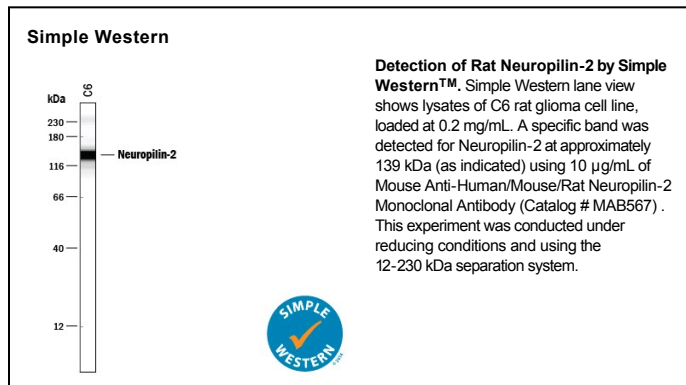 Simple Western
C6
kDa
230
180
Neuropilin-2
116
66
40
12
SIMPLE
WESTERN
Detection of Rat Neuropilin-2 by Simple
Western™. Simple Western lane view
shows lysates of C6 rat glioma cell line,
loaded at 0.2 mg/mL. A specific band was
detected for Neuropilin-2 at approximately
139 kDa (as indicated) using 10 µg/mL of
Mouse Anti-Human/Mouse/Rat Neuropilin-2
Monoclonal Antibody (Catalog # MAB567) .
This experiment was conducted under
reducing conditions and using the
12-230 kDa separation system.